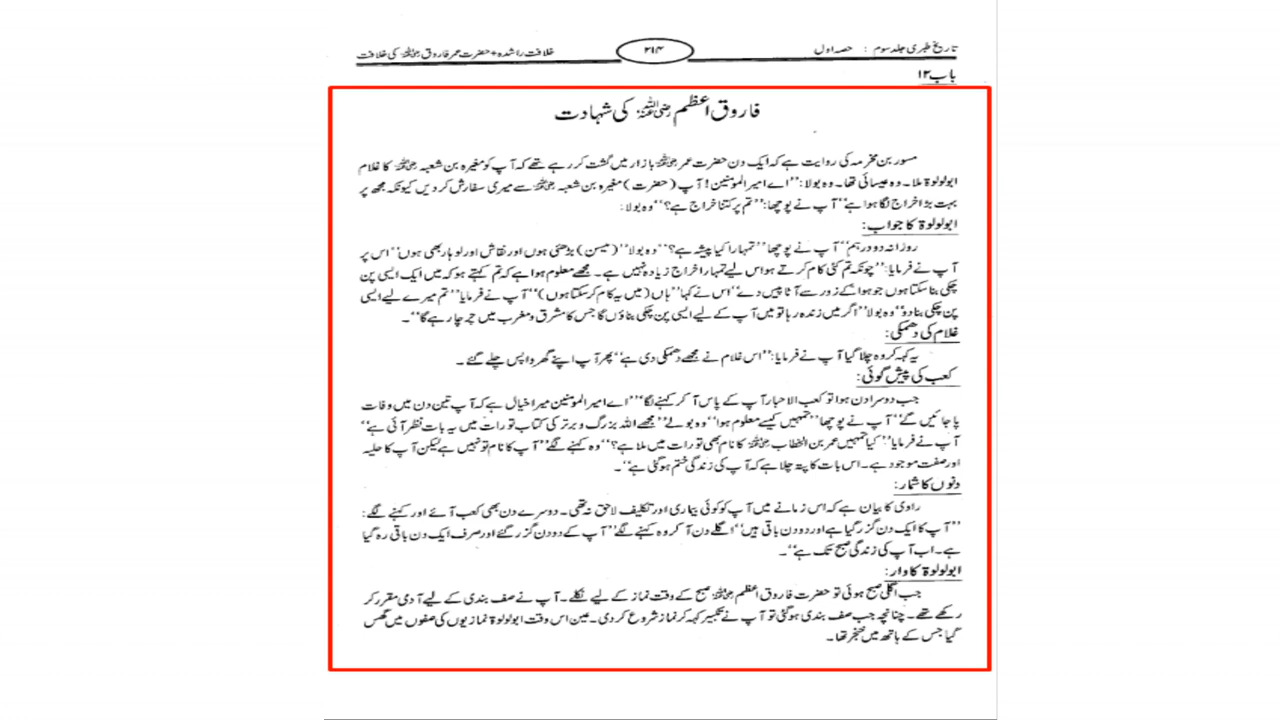 تاریخ طبری جلد سوم : حصہ اول ۲۱۴ خلافت راشدہ + حضرت عمر فاروق رضی اللہ عنہ کی خلافت
باب ۱۲
فاروق اعظم رضی اللہ عنہ کی شہادت
مسور بن مخرمہ کی روایت ہے کہ ایک دن حضرت عمر رضی اللہ عنہ بازار میں گشت کر رہے تھے کہ آپ کو مغیرہ بن شعبہ رضی اللہ عنہ کا غلام
ابولولوۃ ملا۔ وہ عیسائی تھا۔ وہ بولا: ''اے امیر المومنین! آپ (حضرت) مغیرہ بن شعبہ رضی اللہ عنہ سے میری سفارش کر دیں کیونکہ مجھ پر
بہت بڑا خراج لگا ہوا ہے'' آپ نے پوچھا: ''تم پر کتنا خراج ہے؟'' وہ بولا:
ابولولوۃ کا جواب:
روزانہ دو درہم'' آپ نے پوچھا ''تمہارا کیا پیشہ ہے؟'' وہ بولا ''(میں) بڑھئی ہوں اور نقاش اور لوہار بھی ہوں'' اس پر
آپ نے فرمایا: ''چونکہ تم کئی کام کرتے ہو اس لیے تمہارا خراج زیادہ نہیں ہے۔ مجھے معلوم ہوا ہے کہ تم کہتے ہو کہ میں ایک ایسی پن
چکی بنا سکتا ہوں جو ہوا کے زور سے آٹا پیس دے'' اس نے کہا ''ہاں (میں یہ کام کر سکتا ہوں)'' آپ نے فرمایا ''تم میرے لیے ایسی
پن چکی بنا دو'' وہ بولا ''اگر میں زندہ رہا تو میں آپ کے لیے ایسی پن چکی بناؤں گا جس کا مشرق و مغرب میں چرچا رہے گا''۔
غلام کی دھمکی:
یہ کہہ کر وہ چلا گیا آپ نے فرمایا: ''اس غلام نے مجھے دھمکی دی ہے'' پھر آپ اپنے گھر واپس چلے گئے۔
کعب کی پیش گوئی:
جب دوسرا دن ہوا تو کعب الاحبار آپ کے پاس آ کر کہنے لگا ''اے امیر المومنین میرا خیال ہے کہ آپ تین دن میں وفات
پا جائیں گے'' آپ نے پوچھا ''تمہیں کیسے معلوم ہوا'' وہ بولے ''مجھے اللہ بزرگ و برتر کی کتاب تورات میں یہ بات نظر آئی ہے''
آپ نے فرمایا: ''کیا تمہیں عمر بن الخطاب رضی اللہ عنہ کا نام بھی تورات میں ملا ہے؟'' وہ کہنے لگے ''آپ کا نام تو نہیں ہے لیکن آپ کا حلیہ
اور صفت موجود ہے۔ اس بات کا پتہ چلا ہے کہ آپ کی زندگی ختم ہو گئی ہے''۔
دنوں کا شمار:
راوی کا بیان ہے کہ اس زمانے میں آپ کو کوئی بیماری اور تکلیف لاحق نہ تھی۔ دوسرے دن بھی کعب آئے اور کہنے لگے:
''آپ کا ایک دن گزر گیا ہے اور دو دن باقی ہیں'' اگلے دن آ کر وہ کہنے لگے ''آپ کے دو دن گزر گئے اور صرف ایک دن باقی رہ گیا
ہے۔ اب آپ کی زندگی صبح تک ہے''۔
ابولولوۃ کا وار:
جب اگلی صبح ہوئی تو حضرت فاروق اعظم رضی اللہ عنہ صبح کے وقت نماز کے لیے نکلے۔ آپ نے صف بندی کے لیے آدمی مقرر کر
رکھے تھے۔ چنانچہ جب صف بندی ہو گئی تو آپ نے تکبیر کہہ کر نماز شروع کر دی۔ عین اس وقت ابولولوۃ نمازیوں کی صفوں میں گھس
گیا جس کے ہاتھ میں خنجر تھا۔